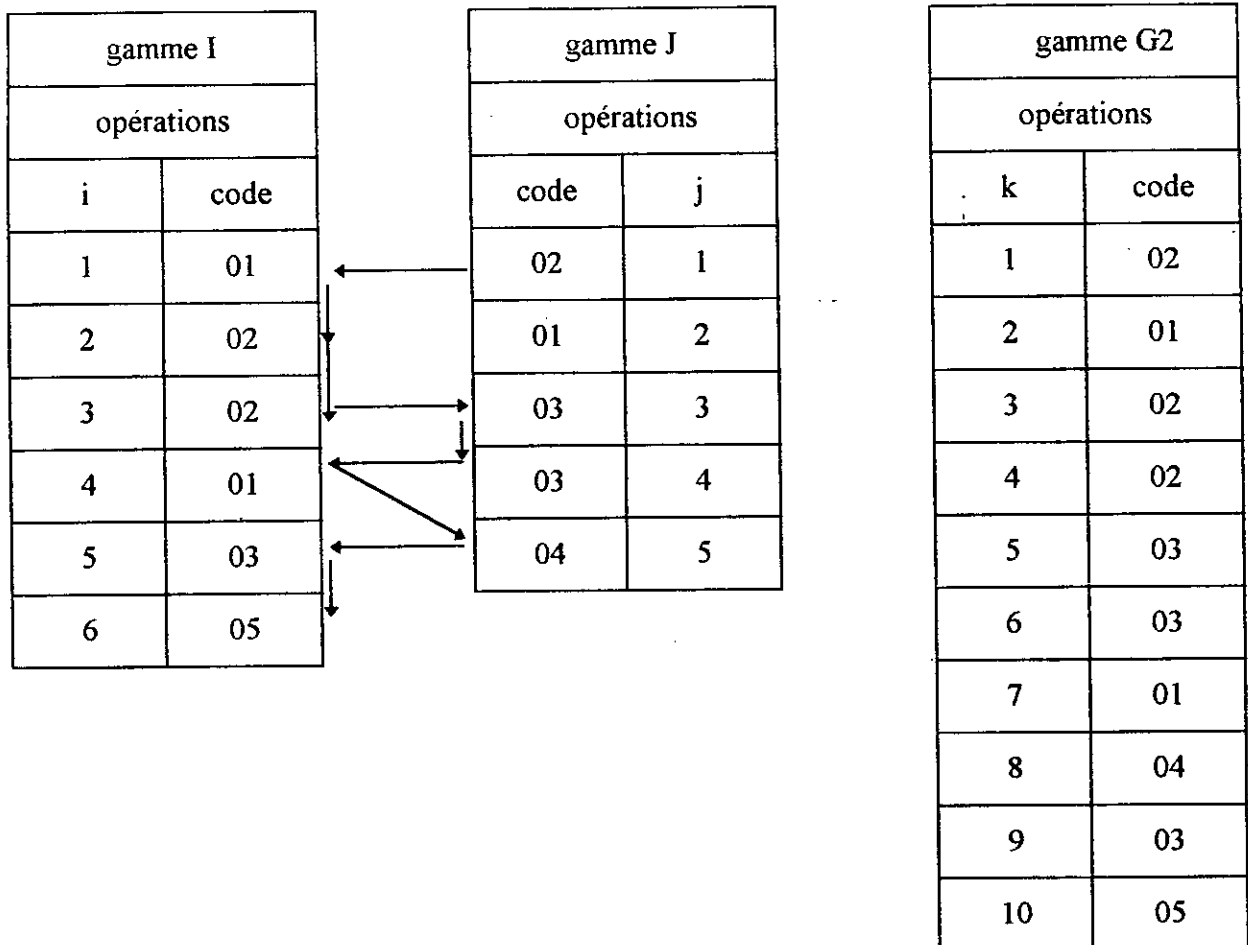 gamme I
opérations
i code
1 01
2 02
3 02
4 01
5 03
6 05
gamme J
opérations
code j
02 1
01 2
03 3
03 4
04 5
gamme G2
opérations
k code
1 02
2 01
3 02
4 02
5 03
6 03
7 01
8 04
9 03
10 05